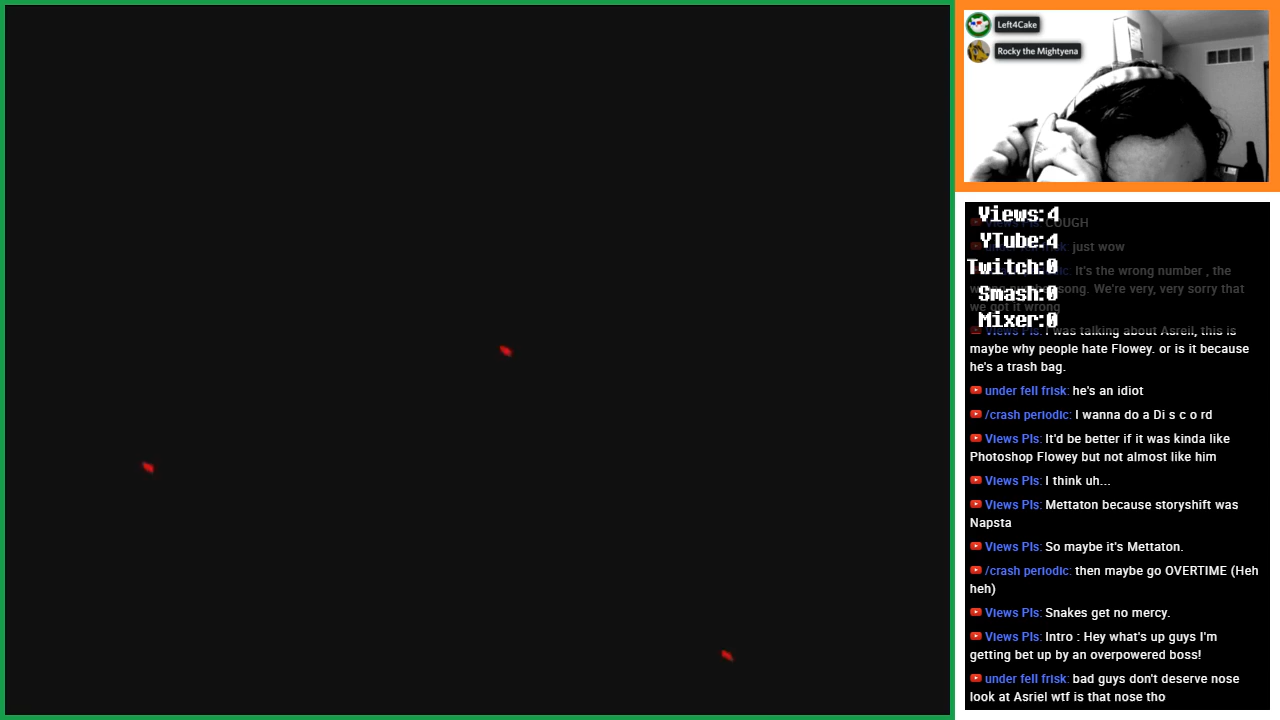 Left4Cake
Rocky the Mightyena
Views:4
YTube:4
Twitch:0
Smash:0
Mixer:0
COUGH
just wow
It's the wrong number , the
song. We're very, very sorry that
we got it wrong
Views Pls: I was talking about Asreil, this is
maybe why people hate Flowey. or is it because
he's a trash bag.
under fell frisk: he's an idiot
/crash periodic: I wanna do a Di s c o rd
Views Pls: It'd be better if it was kinda like
Photoshop Flowey but not almost like him
Views Pls: I think uh...
Views Pls: Mettaton because storyshift was
Napsta
Views Pls: So maybe it's Mettaton.
/crash periodic: then maybe go OVERTIME (Heh
heh)
Views Pls: Snakes get no mercy.
Views Pls: Intro : Hey what's up guys I'm
getting bet up by an overpowered boss!
under fell frisk: bad guys don't deserve nose
look at Asriel wtf is that nose tho